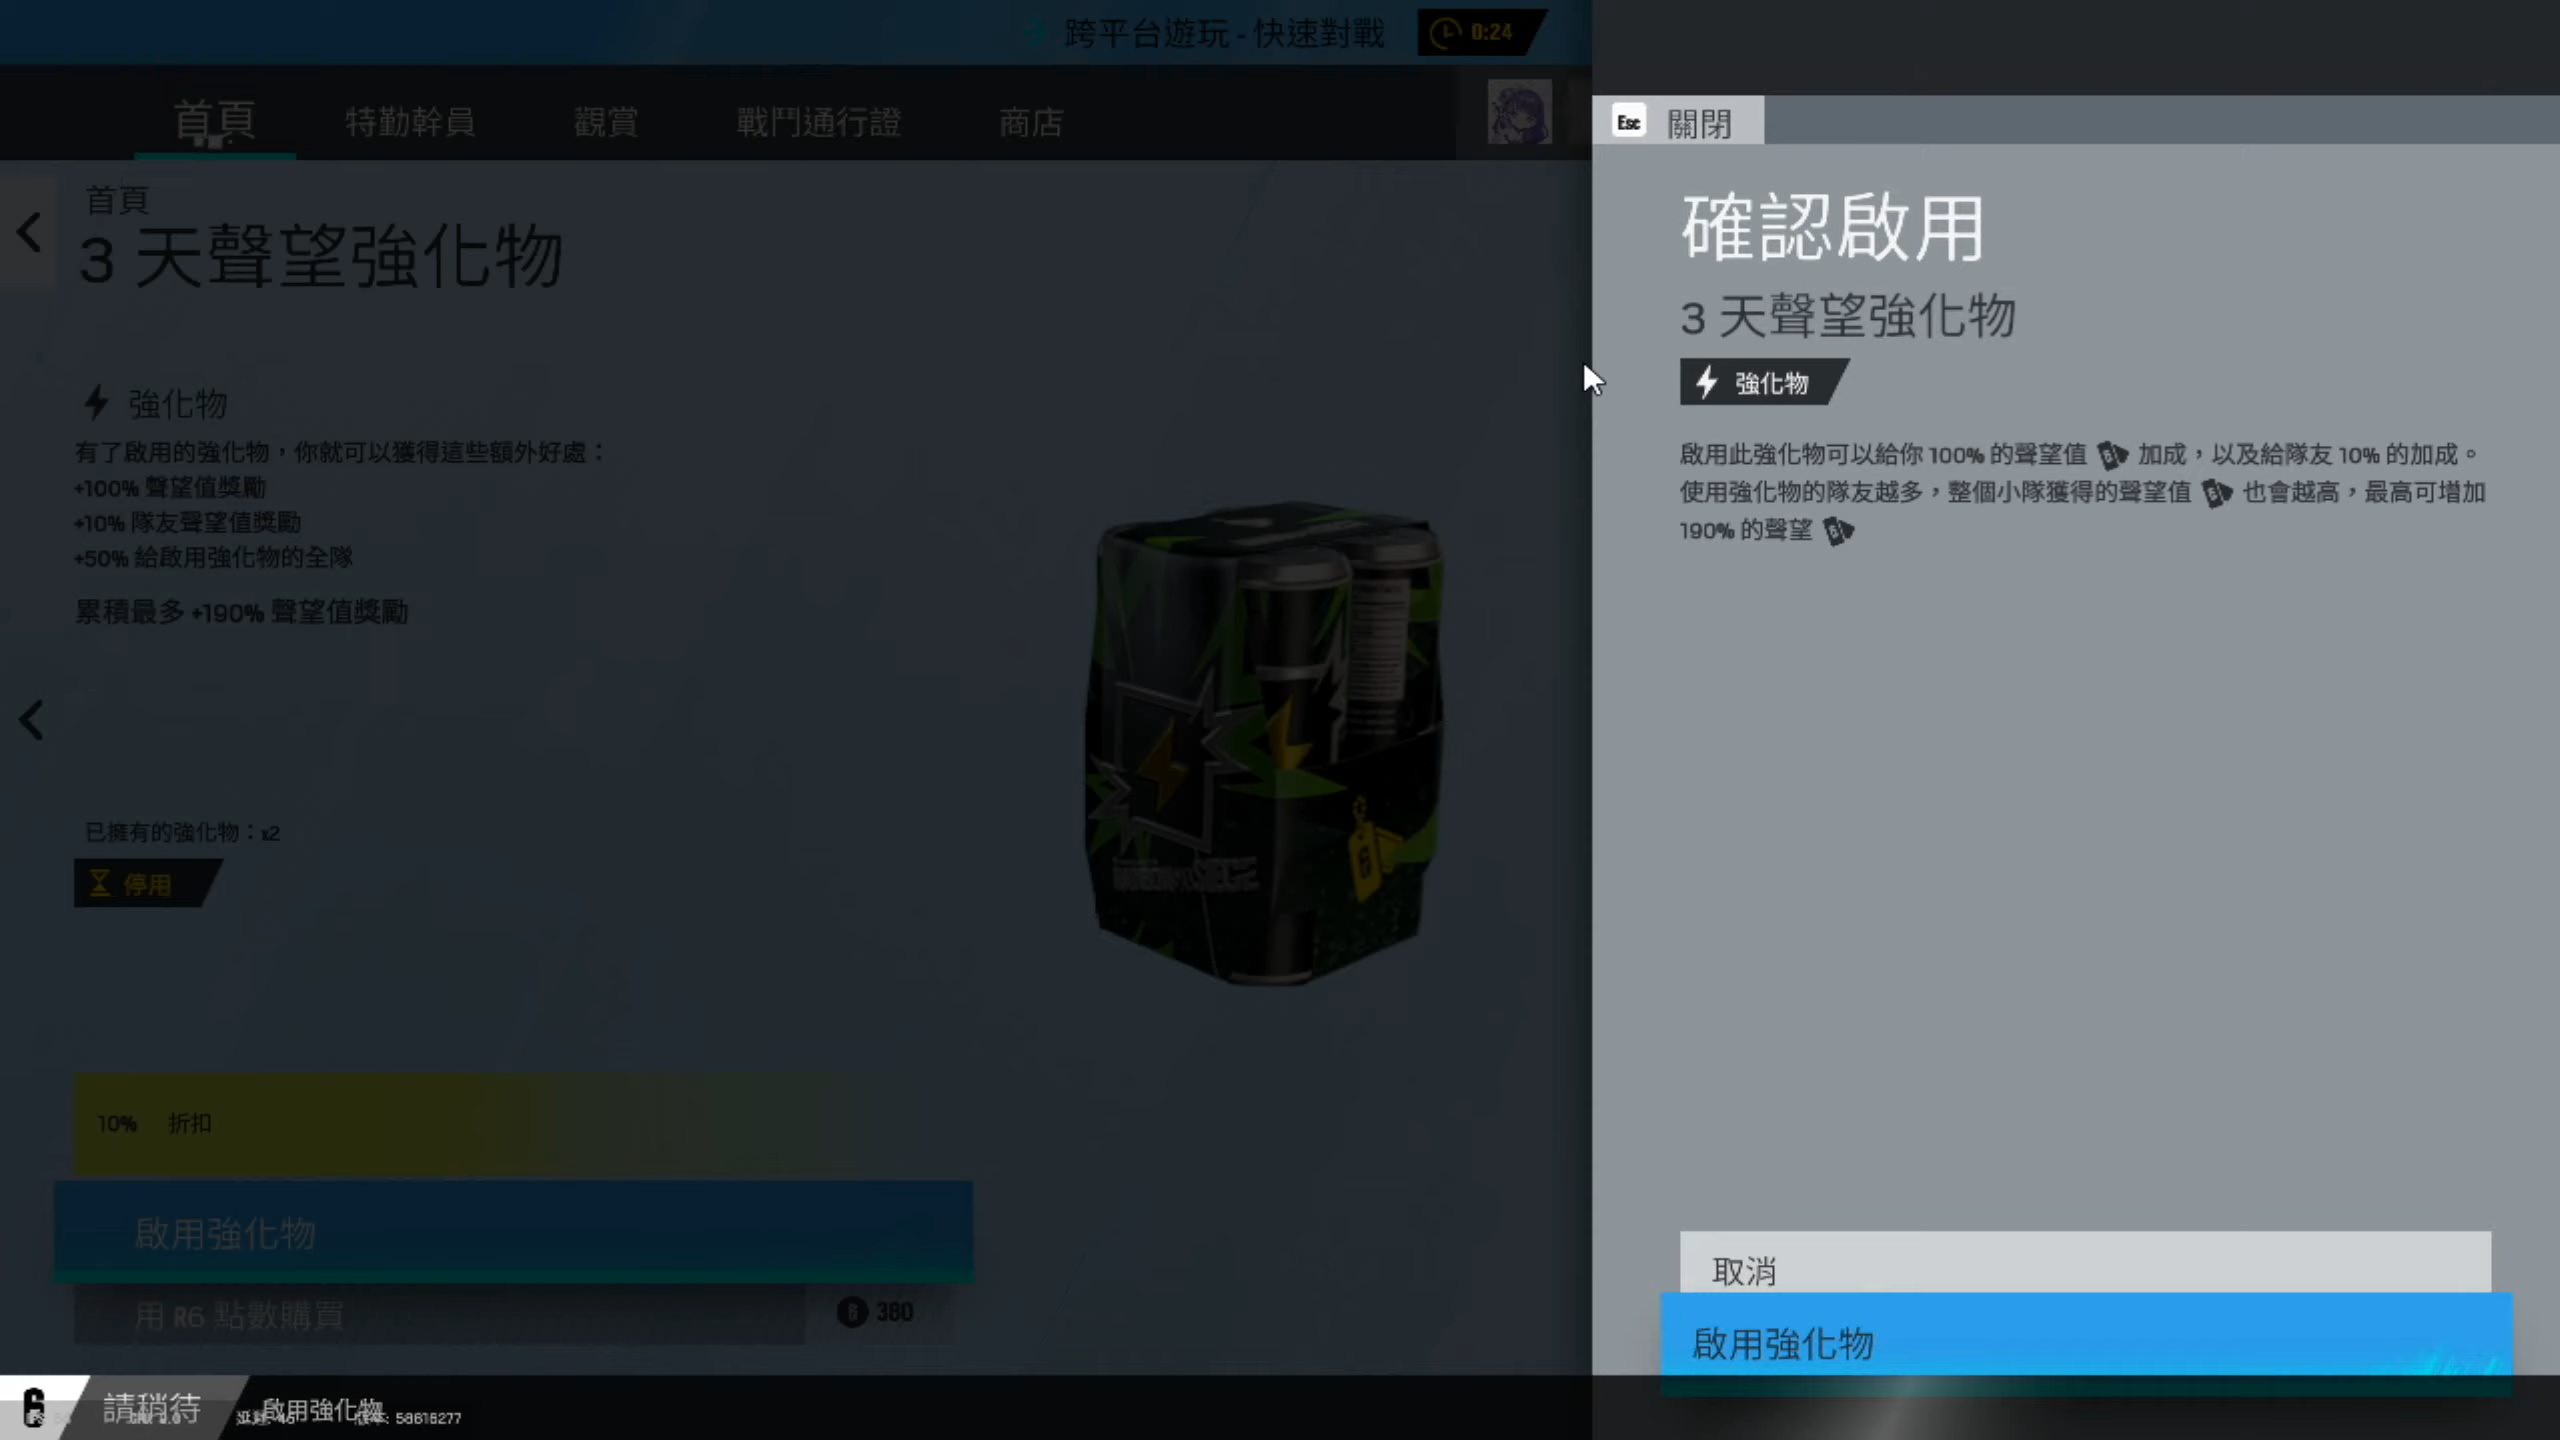 跨平台遊玩 - 快速對戰
0:24
首頁
特勤幹員
觀賞
戰鬥通行證
商店
首頁
3 天聲望強化物
強化物
有了啟用的強化物，你就可以獲得這些額外好處：
+100% 聲望值獎勵
+10% 隊友聲望值獎勵
+50% 給啟用強化物的全隊
累積最多 +190% 聲望值獎勵
已擁有的強化物：x2
停用
10% 折扣
啟用強化物
用 R6 點數購買
380
請稍待
啟用強化物
58616277
Esc 關閉
確認啟用
3 天聲望強化物
強化物
啟用此強化物可以給你 100% 的聲望值 加成，以及給隊友 10% 的加成。
使用強化物的隊友越多，整個小隊獲得的聲望值 也會越高，最高可增加
190% 的聲望
取消
啟用強化物